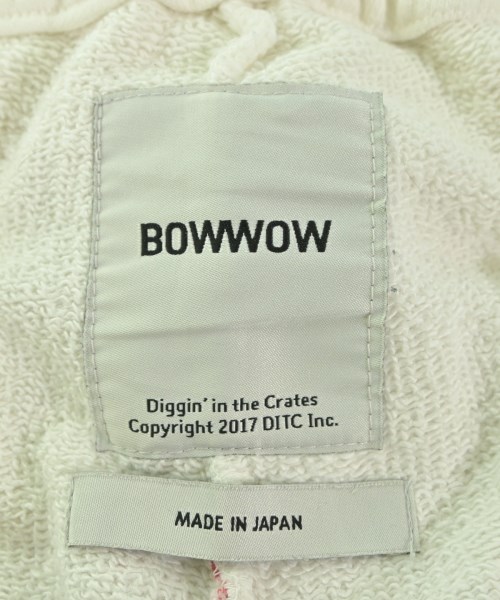 BOWWOW
Diggin' in the Crates
Copyright 2017 DITC Inc.
MADE IN JAPAN